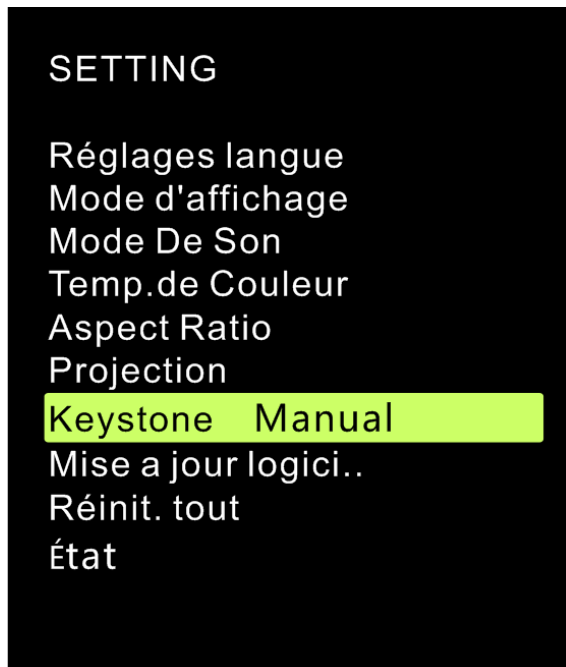 SETTING
Réglages langue
Mode d'affichage
Mode De Son
Temp.de Couleur
Aspect Ratio
Projection
Keystone Manual
Mise a jour logici..
Réinit. tout
État